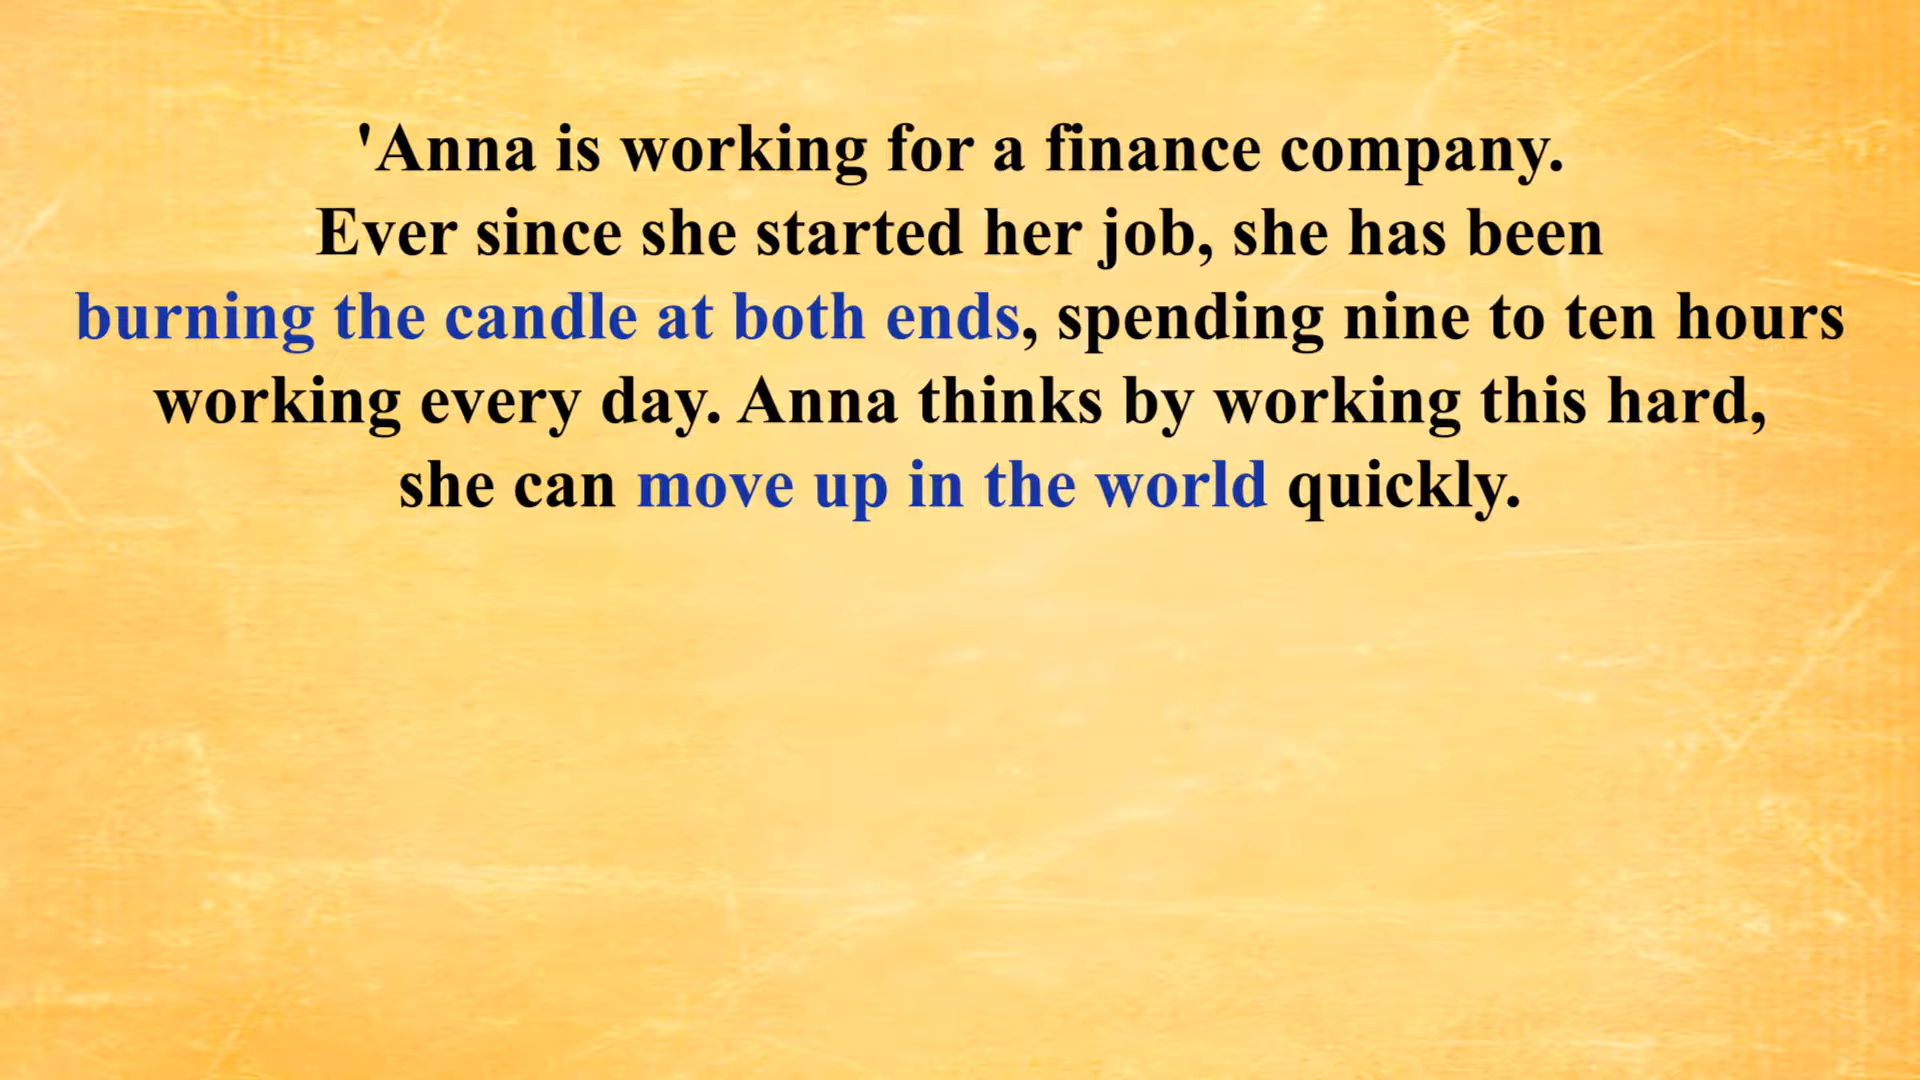 'Anna is working for a finance company.
Ever since she started her job, she has been
burning the candle at both ends, spending nine to ten hours
working every day. Anna thinks by working this hard,
she can move up in the world quickly.